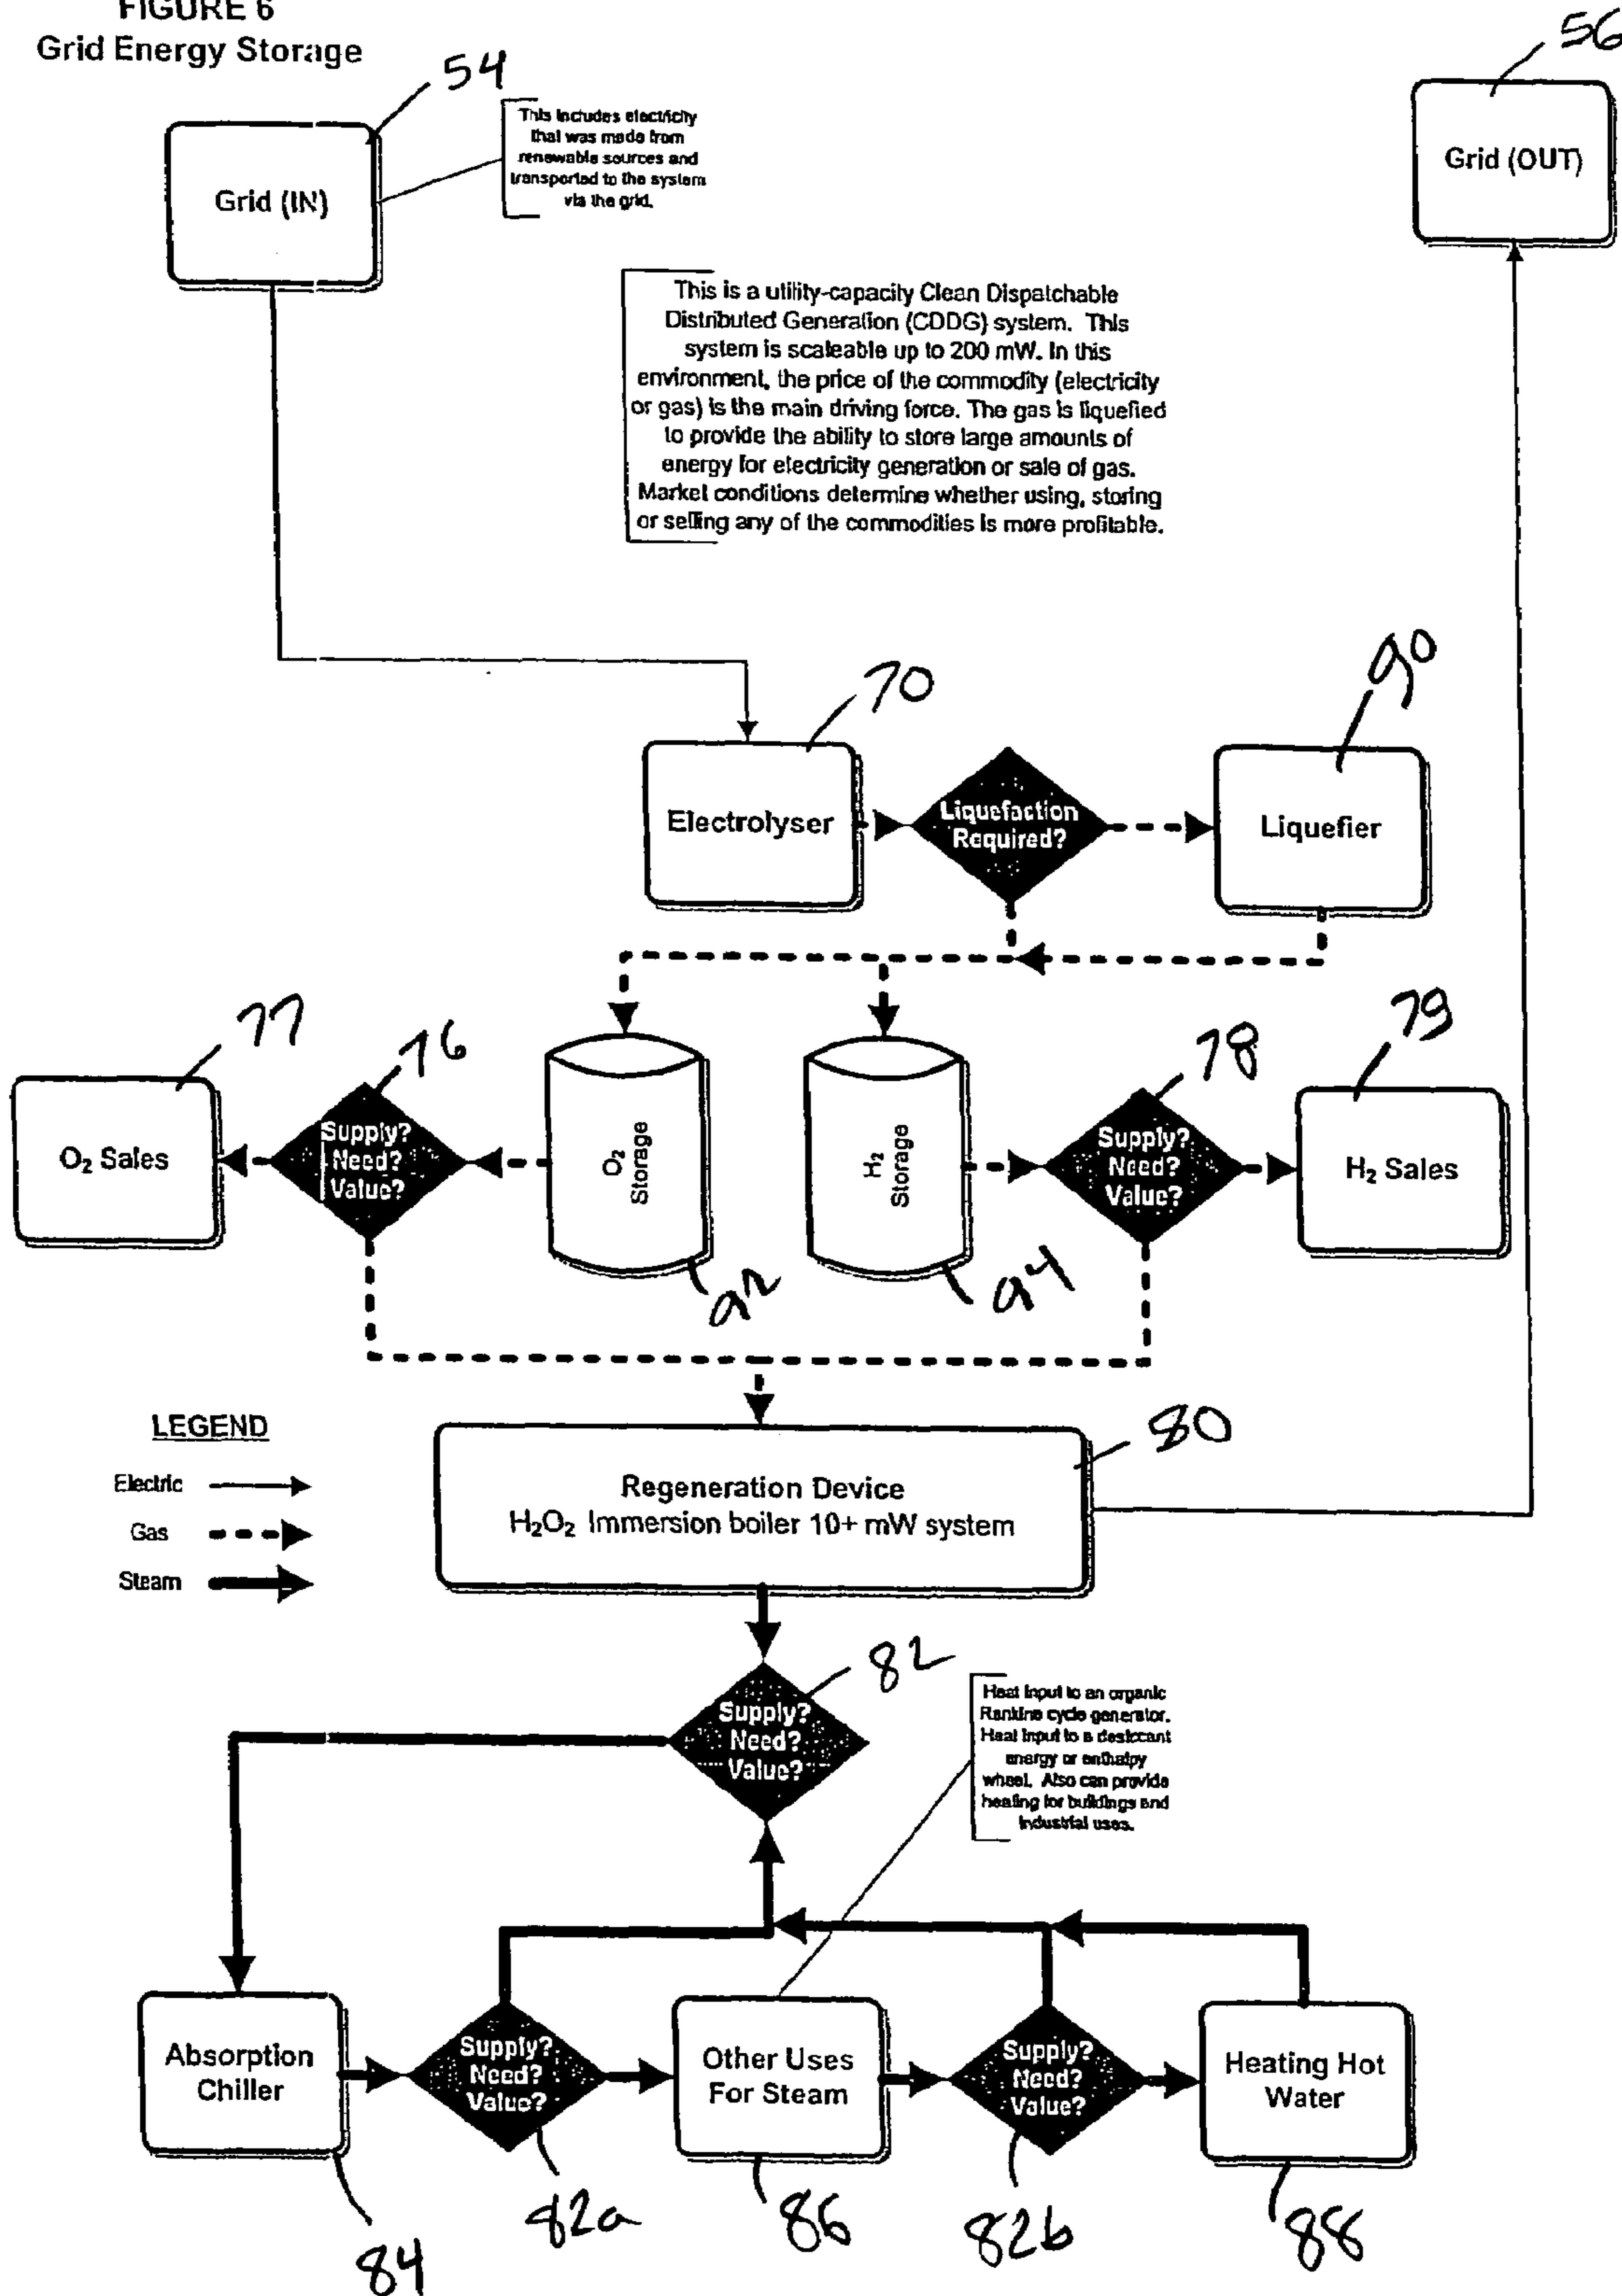 FIGURE 6
Grid Energy Storage
54
56
This includes electricity
that was made from
renewable sources and
transported to the system
via the grid.
Grid (IN)
Grid (OUT)
This is a utility-capacity Clean Dispatchable
Distributed Generation (CDDG) system. This
system is scaleable up to 200 mW. In this
environment, the price of the commodity (electricity
or gas) is the main driving force. The gas is liquefied
to provide the ability to store large amounts of
energy for electricity generation or sale of gas.
Market conditions determine whether using, storing
or selling any of the commodities is more profitable.
70
90
Electrolyser
Liquefaction
Required?
Liquefier
77
76
78
79
O₂ Sales
Supply?
Need?
Value?
O₂
Storage
H₂
Storage
Supply?
Need?
Value?
H₂ Sales
92
94
LEGEND
Electric
Gas
Steam
80
Regeneration Device
H₂O₂ Immersion boiler 10+ mW system
82
Supply?
Need?
Value?
Heat input to an organic
Rankine cycle generator.
Heat input to a desiccant
energy or enthalpy
wheel. Also can provide
heating for buildings and
industrial uses.
Absorption
Chiller
Supply?
Need?
Value?
Other Uses
For Steam
Supply?
Need?
Value?
Heating Hot
Water
84
82a
86
82b
88